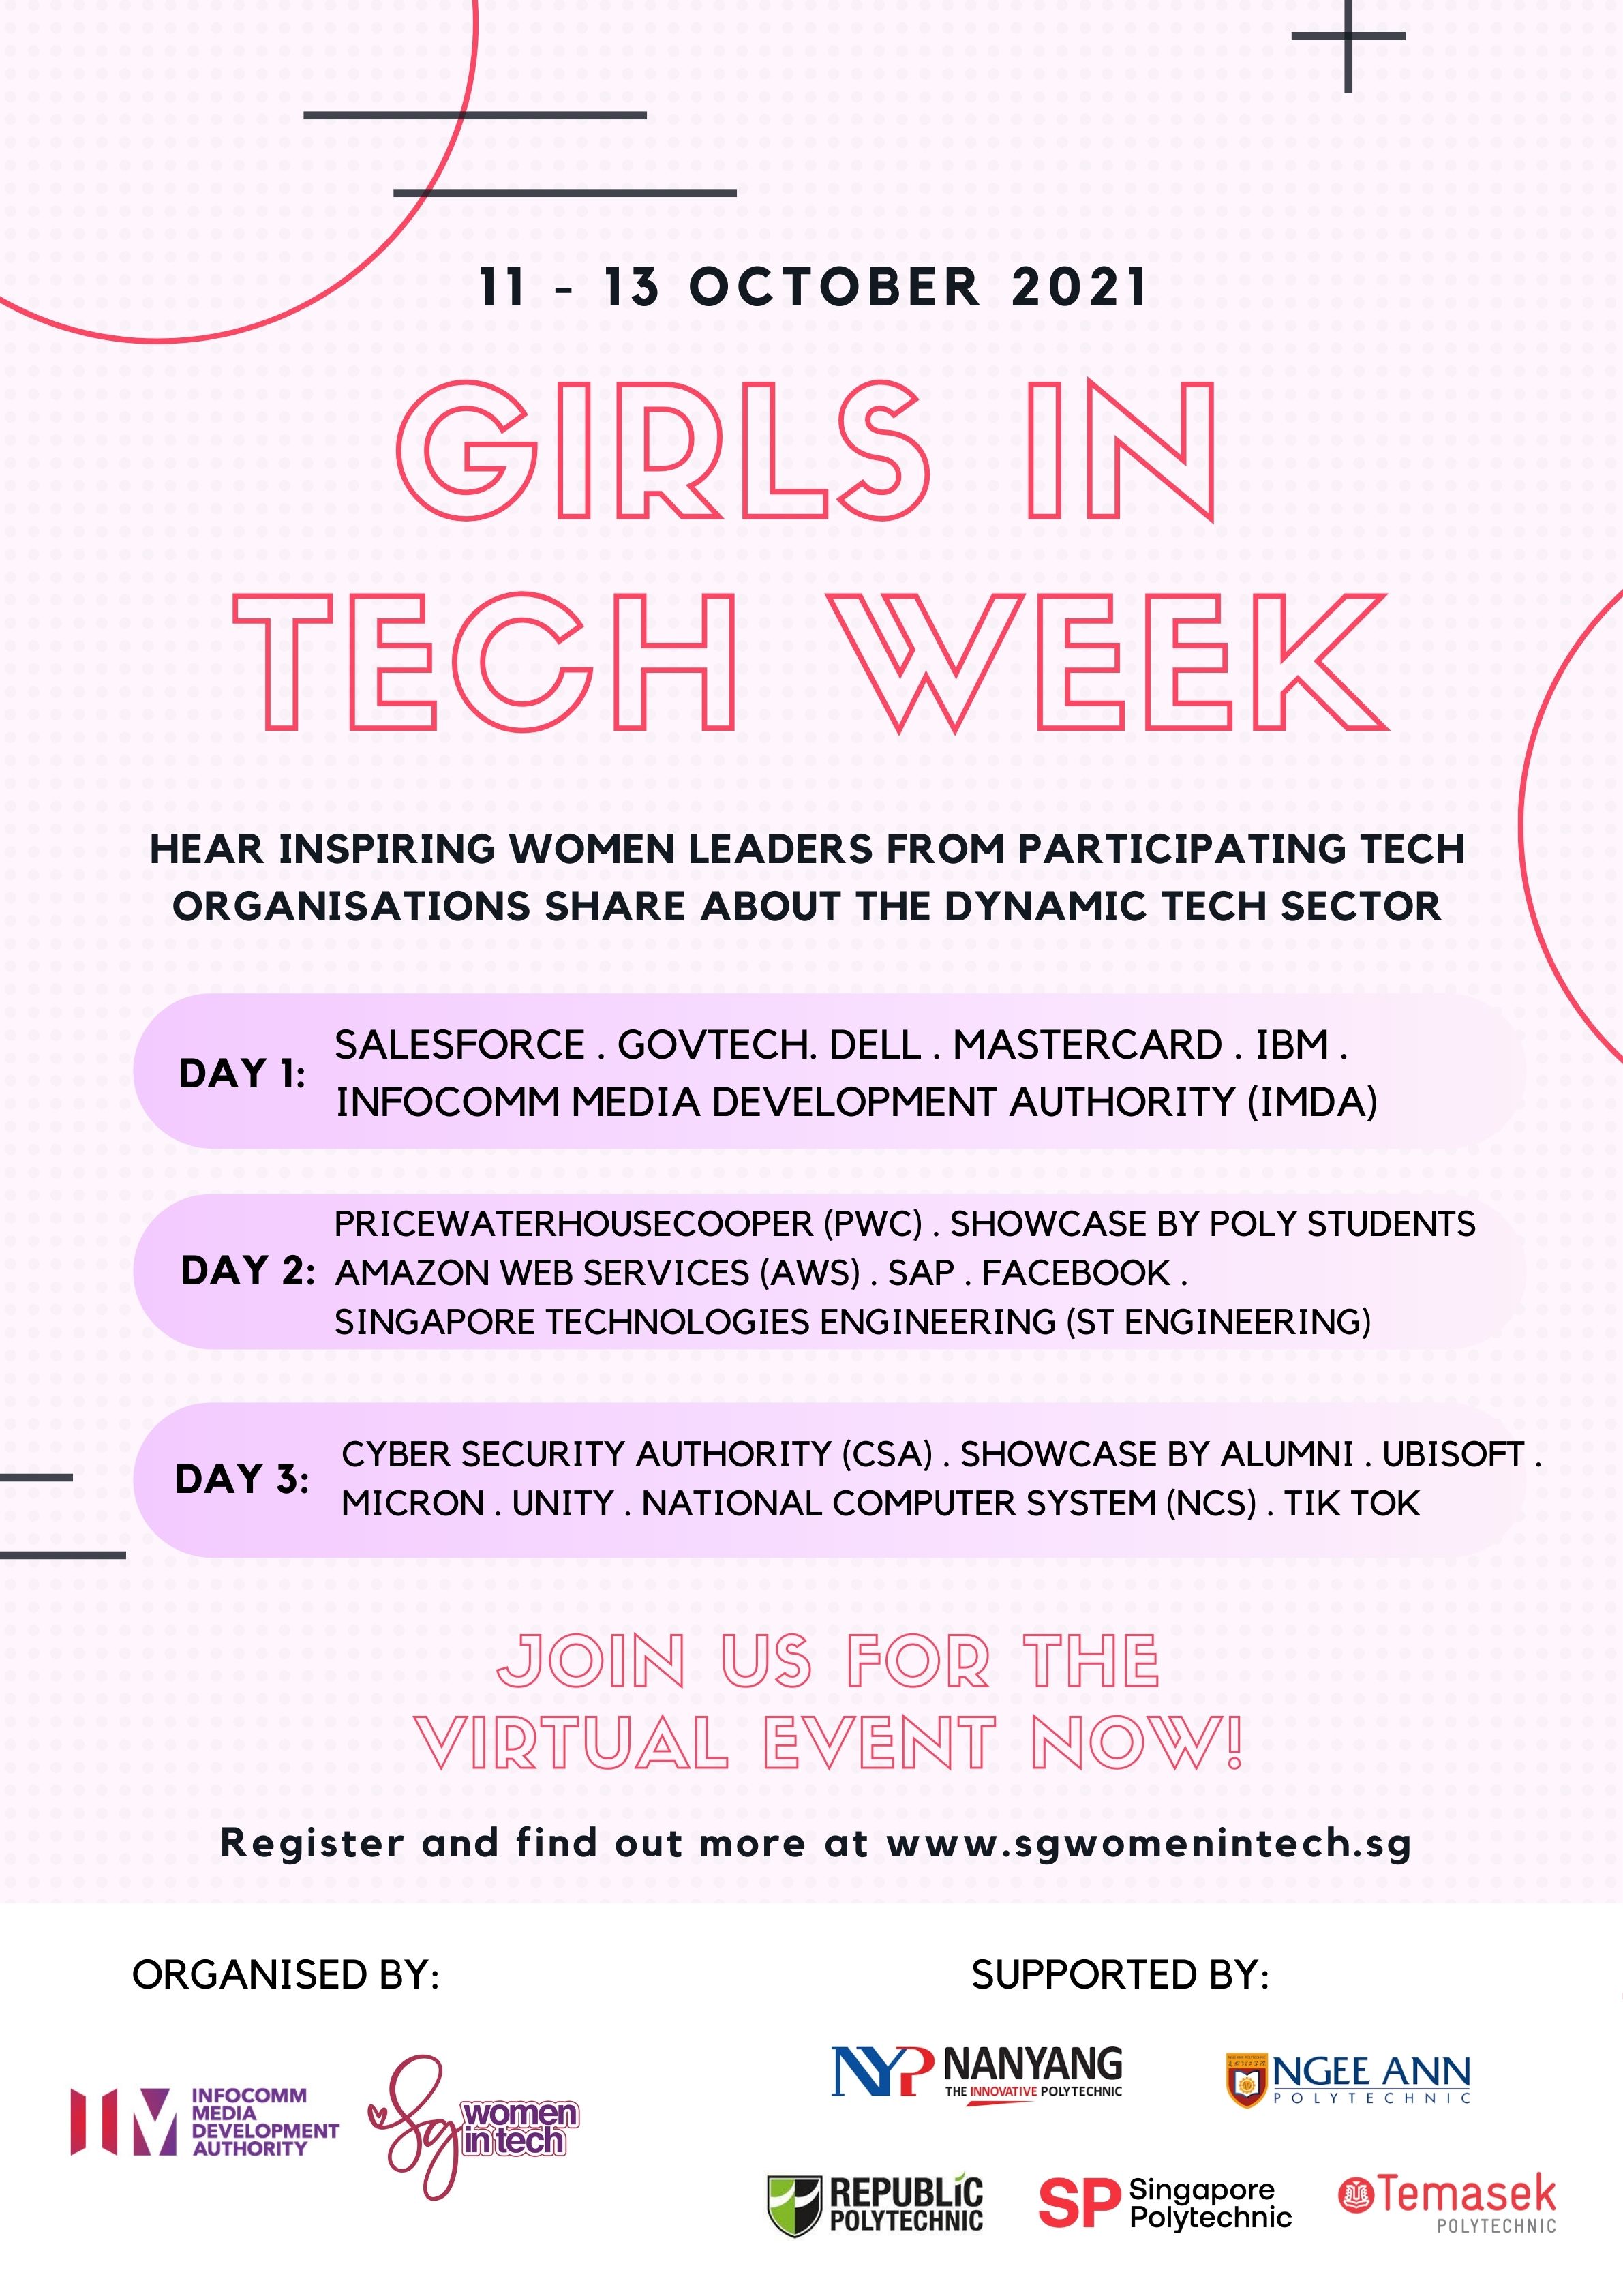 11 - 13 OCTOBER 2021
GIRLS IN
TECH WEEK
HEAR INSPIRING WOMEN LEADERS FROM PARTICIPATING TECH
ORGANISATIONS SHARE ABOUT THE DYNAMIC TECH SECTOR
DAY 1:
SALESFORCE . GOVTECH. DELL . MASTERCARD . IBM .
INFOCOMM MEDIA DEVELOPMENT AUTHORITY (IMDA)
DAY 2:
PRICEWATERHOUSECOOPER (PWC) . SHOWCASE BY POLY STUDENTS
AMAZON WEB SERVICES (AWS) . SAP . FACEBOOK .
SINGAPORE TECHNOLOGIES ENGINEERING (ST ENGINEERING)
DAY 3:
CYBER SECURITY AUTHORITY (CSA) . SHOWCASE BY ALUMNI . UBISOFT .
MICRON . UNITY . NATIONAL COMPUTER SYSTEM (NCS) . TIK TOK
JOIN US FOR THE
VIRTUAL EVENT NOW!
Register and find out more at www.sgwomenintech.sg
ORGANISED BY:
INFOCOMM
MEDIA
DEVELOPMENT
AUTHORITY
Sg women
in tech
SUPPORTED BY:
NYP NANYANG
THE INNOVATIVE POLYTECHNIC
NGEE ANN
POLYTECHNIC
REPUBLIC
POLYTECHNIC
SP Singapore
Polytechnic
Temasek
POLYTECHNIC